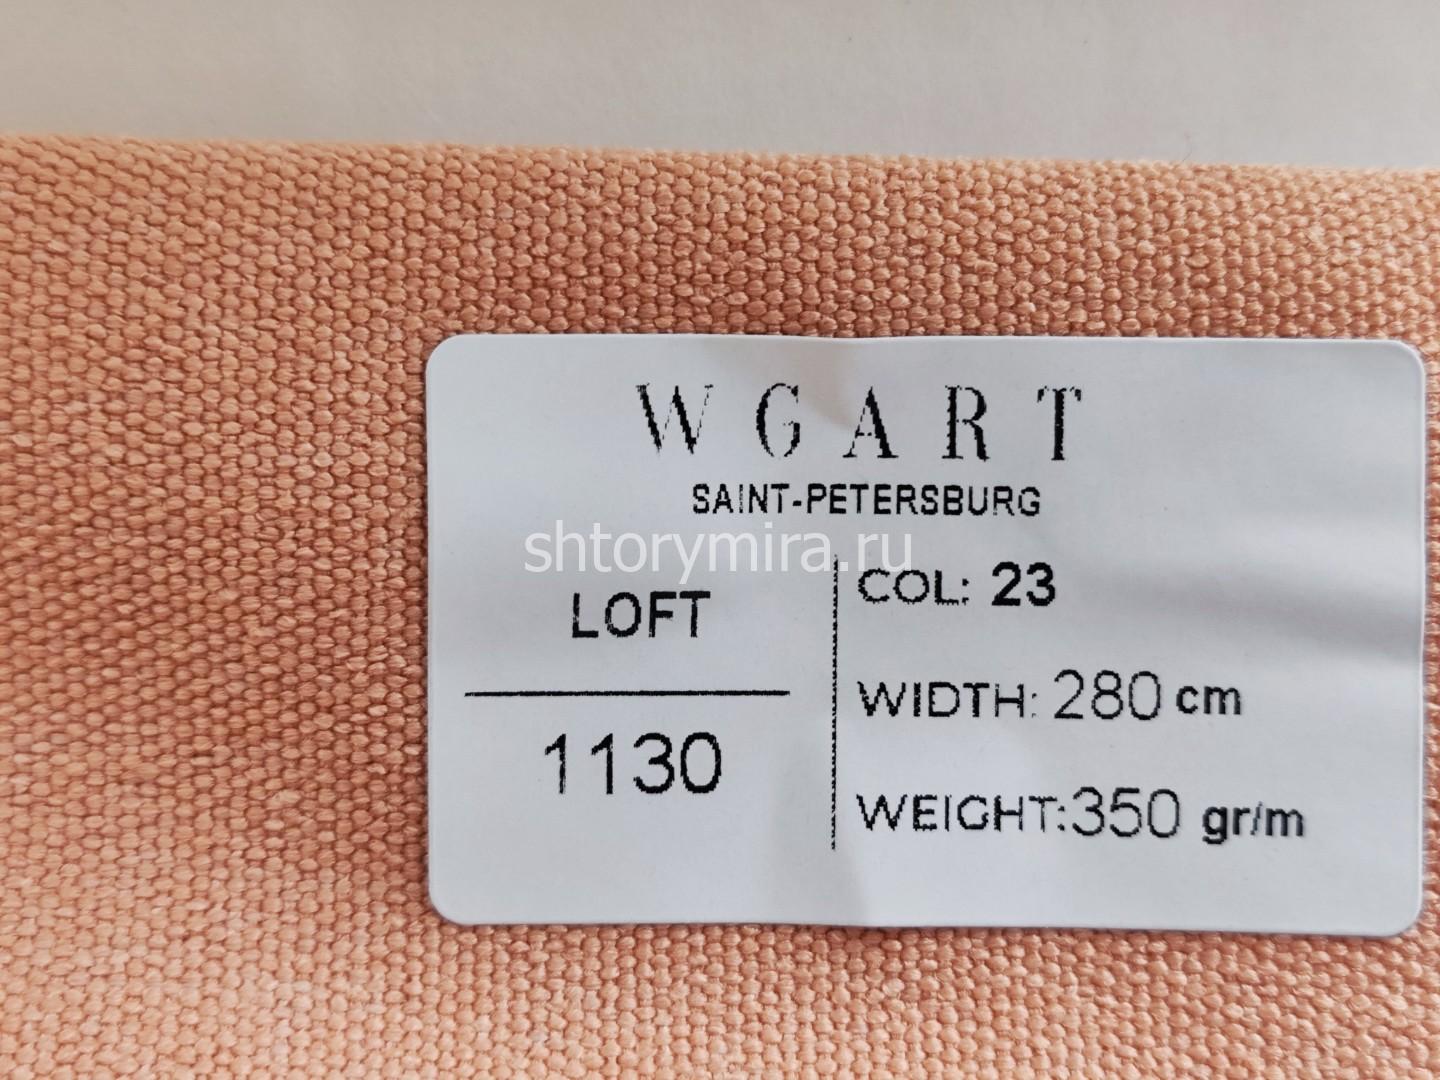 W G A R T
SAINT-PETERSBURG
shtorymira.ru
LOFT
1130
COL: 23
WIDTH: 280 cm
WEIGHT:350 gr/m